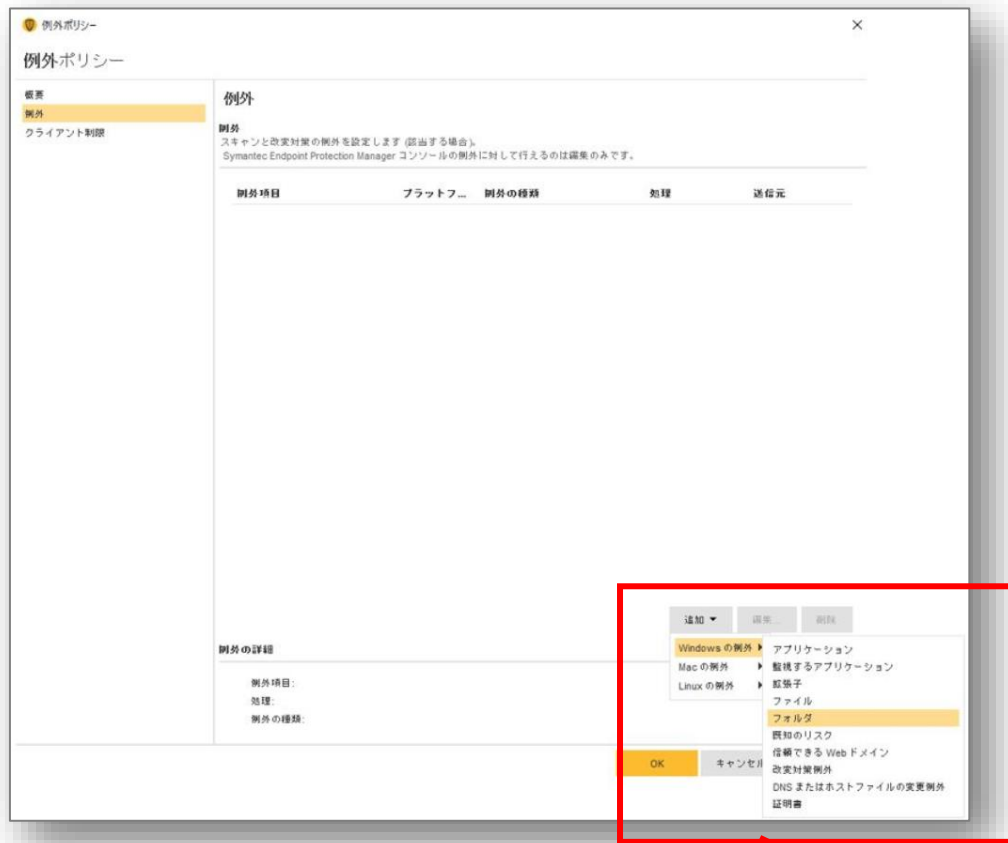 例外ポリシー
例外ポリシー
概要
例外
クライアント制限
例外
例外
スキャンと改変対策の例外を設定します (該当する場合)。
Symantec Endpoint Protection Manager コンソールの例外に対して行えるのは編集のみです。
例外項目 プラットフ... 例外の種類 処理 送信元
追加 編集... 削除
例外の詳細
例外項目:
処理:
例外の種類:
Windows の例外
Mac の例外
Linux の例外
アプリケーション
監視するアプリケーション
拡張子
ファイル
フォルダ
既知のリスク
信頼できる Web ドメイン
改変対策例外
DNS またはホストファイルの変更例外
証明書
OK キャンセル